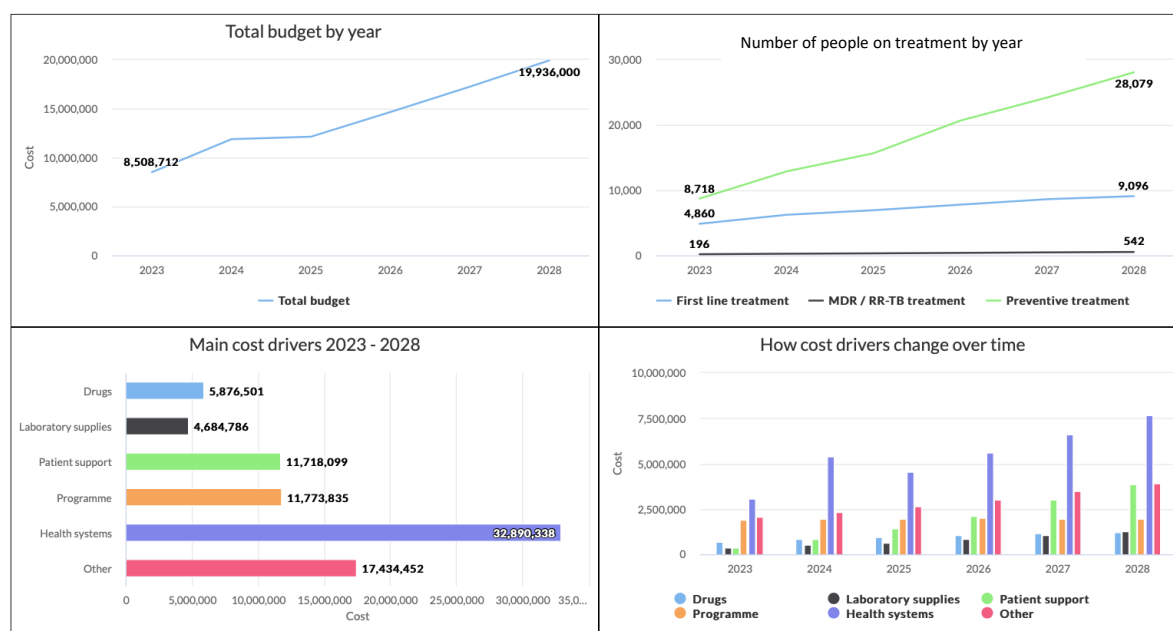 Total budget by year
20,000,000
15,000,000
10,000,000
5,000,000
0
Cost
8,508,712
19,936,000
2023 2024 2025 2026 2027 2028
Total budget
Number of people on treatment by year
30,000
20,000
10,000
0
8,718
4,860
196
28,079
9,096
542
2023 2024 2025 2026 2027 2028
First line treatment MDR / RR-TB treatment Preventive treatment
Main cost drivers 2023 - 2028
Drugs 5,876,501
Laboratory supplies 4,684,786
Patient support 11,718,099
Programme 11,773,835
Health systems 32,890,338
Other 17,434,452
0 5,000,000 10,000,000 15,000,000 20,000,000 25,000,000 30,000,000 35,0...
Cost
How cost drivers change over time
10,000,000
7,500,000
5,000,000
2,500,000
0
Cost
2023 2024 2025 2026 2027 2028
Drugs Laboratory supplies Patient support
Programme Health systems Other